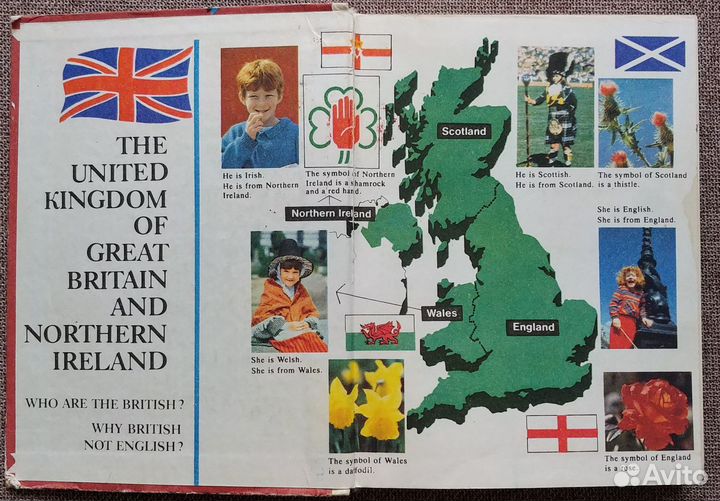 THE
UNITED
KINGDOM
OF
GREAT
BRITAIN
AND
NORTHERN
IRELAND
WHO ARE THE BRITISH?
WHY BRITISH
NOT ENGLISH?
He is Irish.
He is from Northern
Ireland.
The symbol of Northern
Ireland is a shamrock
and a red hand.
Northern Ireland
She is Welsh.
She is from Wales.
The symbol of Wales
is a daffodil.
Scotland
Wales
England
He is Scottish.
He is from Scotland.
The symbol of Scotland
is a thistle.
She is English.
She is from England.
The symbol of England
is a rose.
Avito